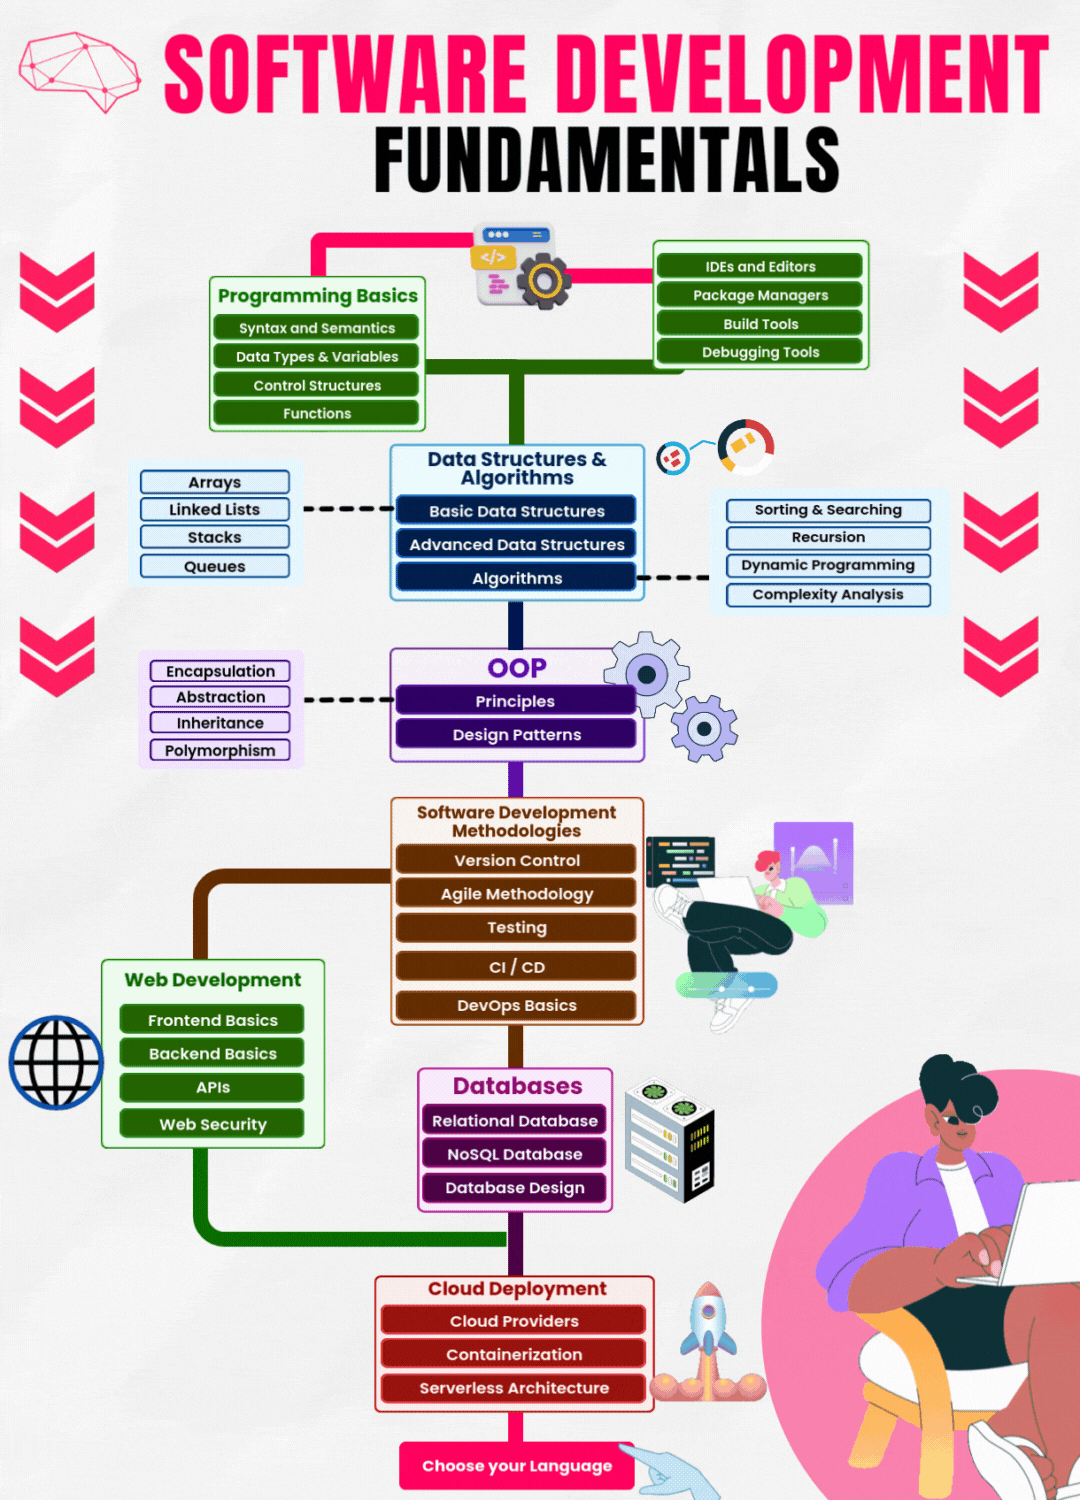 SOFTWARE DEVELOPMENT
FUNDAMENTALS
</>
Programming Basics
Syntax and Semantics
Data Types & Variables
Control Structures
Functions
IDEs and Editors
Package Managers
Build Tools
Debugging Tools
Data Structures &
Algorithms
Basic Data Structures
Advanced Data Structures
Algorithms
Arrays
Linked Lists
Stacks
Queues
Sorting & Searching
Recursion
Dynamic Programming
Complexity Analysis
OOP
Principles
Design Patterns
Encapsulation
Abstraction
Inheritance
Polymorphism
Software Development
Methodologies
Version Control
Agile Methodology
Testing
CI / CD
DevOps Basics
Web Development
Frontend Basics
Backend Basics
APIs
Web Security
Databases
Relational Database
NoSQL Database
Database Design
Cloud Deployment
Cloud Providers
Containerization
Serverless Architecture
Choose your Language